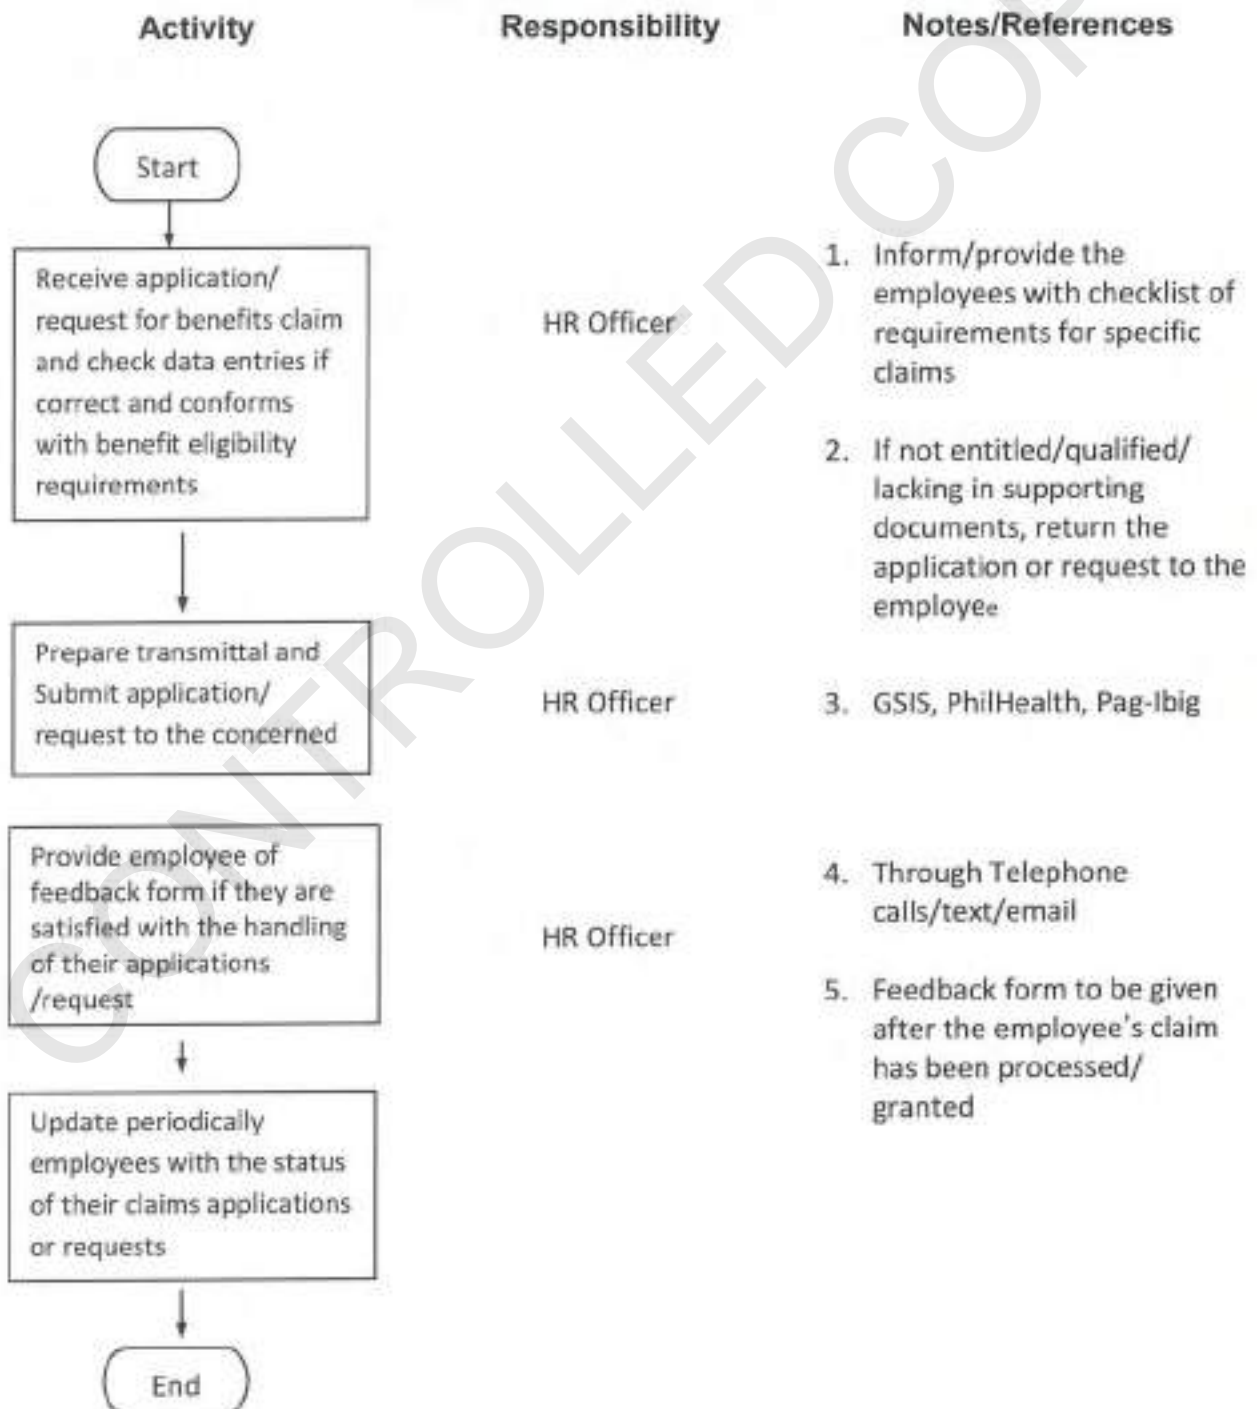 Activity
Responsibility
Notes/References
Start
Receive application/
request for benefits claim
and check data entries if
correct and conforms
with benefit eligibility
requirements
HR Officer
1. Inform/provide the
employees with checklist of
requirements for specific
claims
2. If not entitled/qualified/
lacking in supporting
documents, return the
application or request to the
employee
Prepare transmittal and
Submit application/
request to the concerned
HR Officer
3. GSIS, PhilHealth, Pag-Ibig
Provide employee of
feedback form if they are
satisfied with the handling
of their applications
/request
HR Officer
4. Through Telephone
calls/text/email
5. Feedback form to be given
after the employee's claim
has been processed/
granted
Update periodically
employees with the status
of their claims applications
or requests
End
CONTROLLED COP